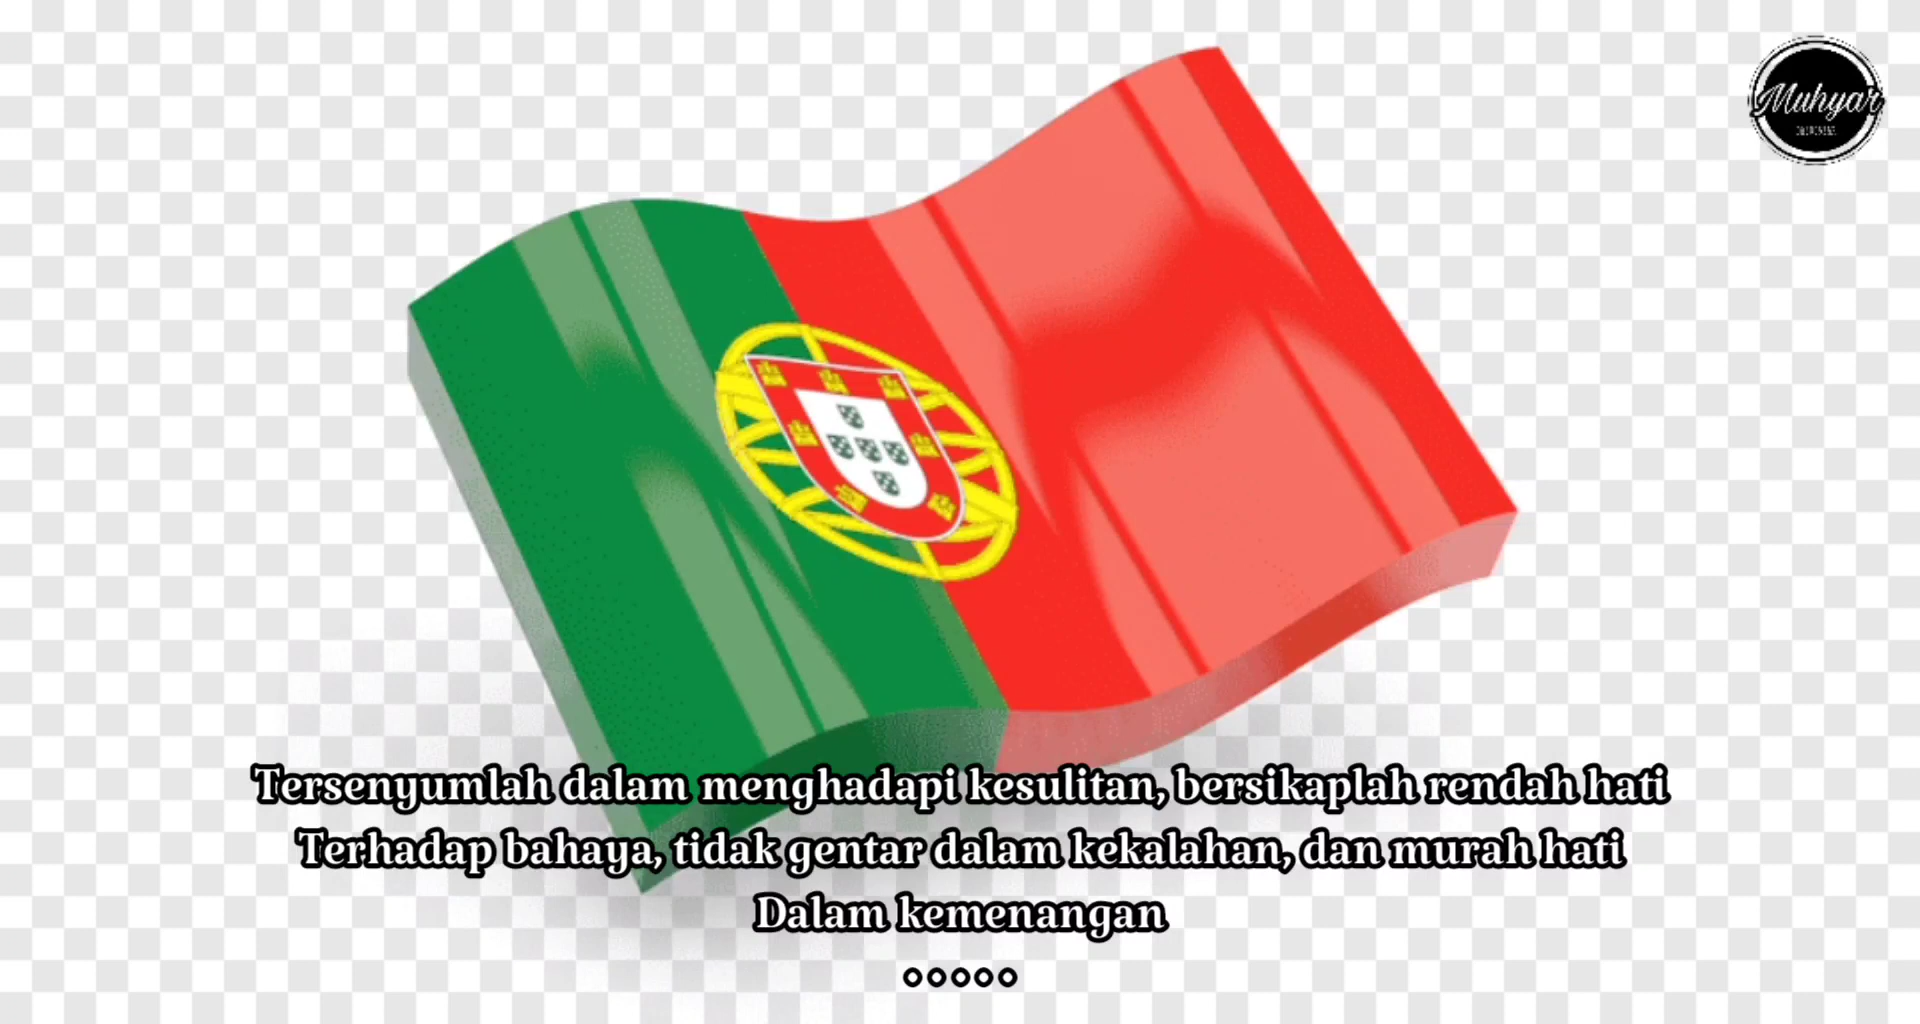 Muhyar
Tersenyumlah dalam menghadapi kesulitan, bersikaplah rendah hati
Terhadap bahaya, tidak gentar dalam kekalahan, dan murah hati
Dalam kemenangan